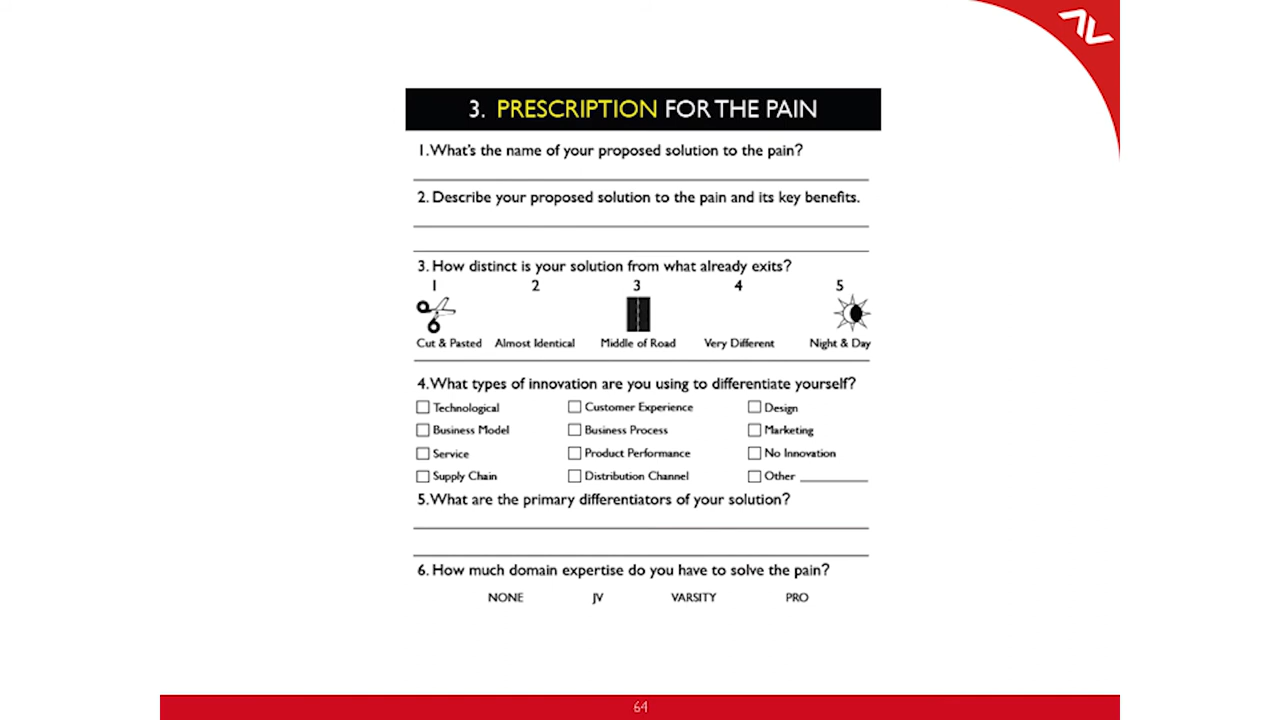 3. PRESCRIPTION FOR THE PAIN
1. What's the name of your proposed solution to the pain?
2. Describe your proposed solution to the pain and its key benefits.
3. How distinct is your solution from what already exits?
1 2 3 4 5
Cut & Pasted Almost Identical Middle of Road Very Different Night & Day
4. What types of innovation are you using to differentiate yourself?
Technological Customer Experience Design
Business Model Business Process Marketing
Service Product Performance No Innovation
Supply Chain Distribution Channel Other
5. What are the primary differentiators of your solution?
6. How much domain expertise do you have to solve the pain?
NONE JV VARSITY PRO
64